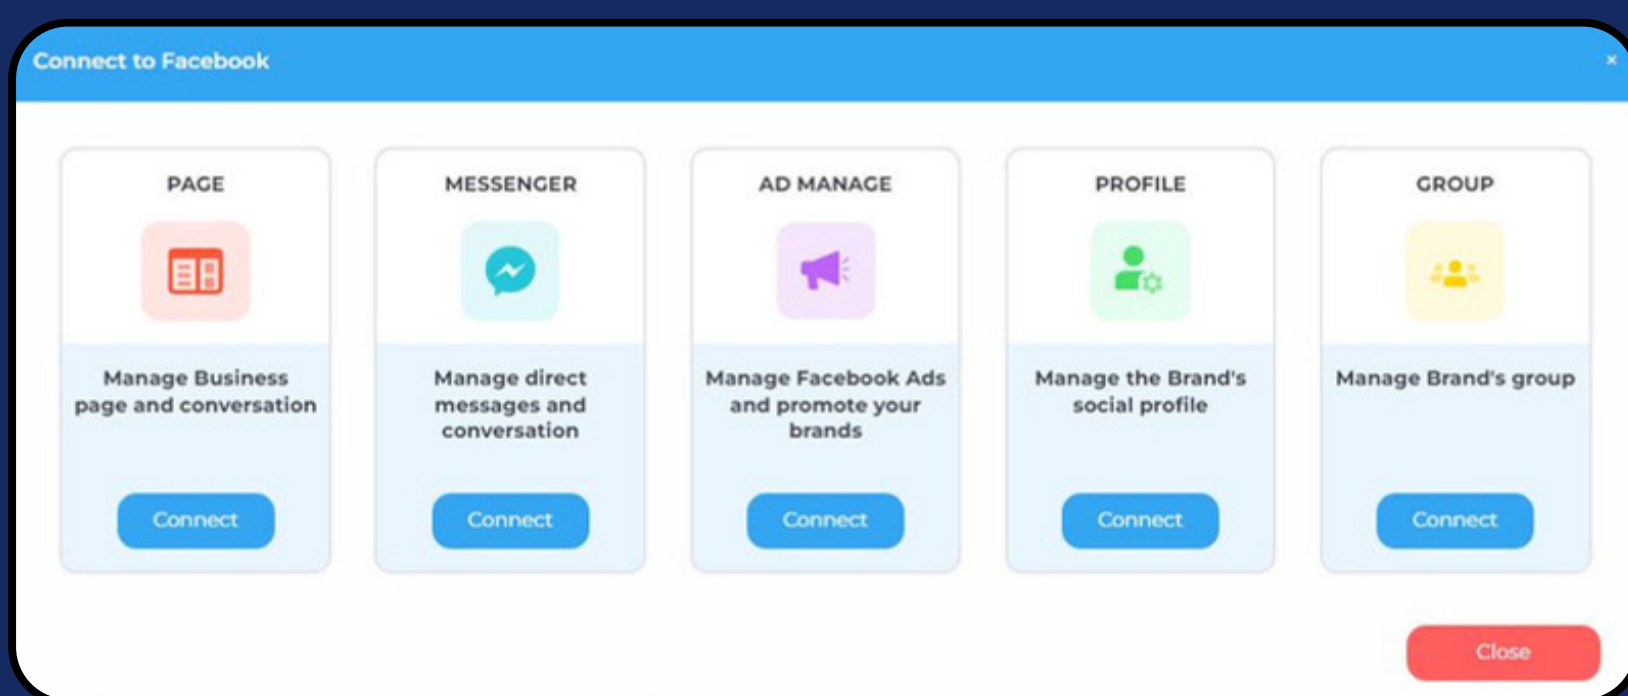 Connect to Facebook
×
PAGE
Manage Business
page and conversation
Connect
MESSENGER
Manage direct
messages and
conversation
Connect
AD MANAGE
Manage Facebook Ads
and promote your
brands
Connect
PROFILE
Manage the Brand's
social profile
Connect
GROUP
Manage Brand's group
Connect
Close